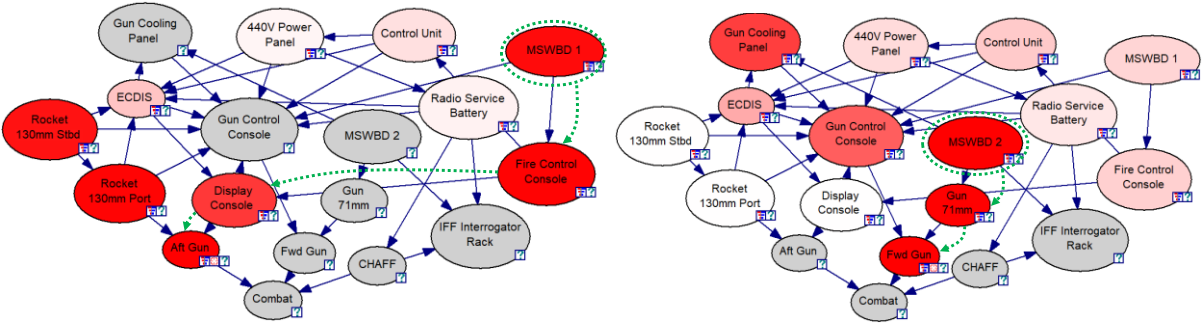 Gun Cooling
Panel
440V Power
Panel
Control Unit
MSWBD 1
ECDIS
Radio Service
Battery
Rocket
130mm Stbd
Gun Control
Console
MSWBD 2
Fire Control
Console
Rocket
130mm Port
Display
Console
Gun
71mm
IFF Interrogator
Rack
Aft Gun
Fwd Gun
CHAFF
Combat
Gun Cooling
Panel
440V Power
Panel
Control Unit
MSWBD 1
ECDIS
Radio Service
Battery
Rocket
130mm Stbd
Gun Control
Console
MSWBD 2
Fire Control
Console
Rocket
130mm Port
Display
Console
Gun
71mm
IFF Interrogator
Rack
Aft Gun
Fwd Gun
CHAFF
Combat